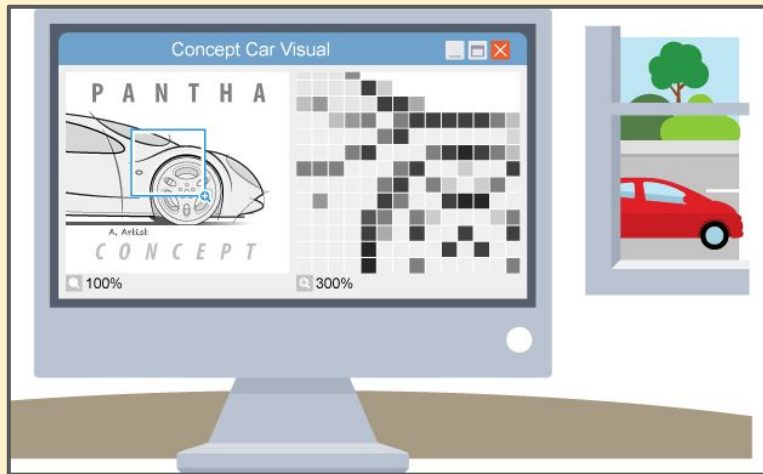 Concept Car Visual
PANTHA
A. Artist
CONCEPT
100%
300%